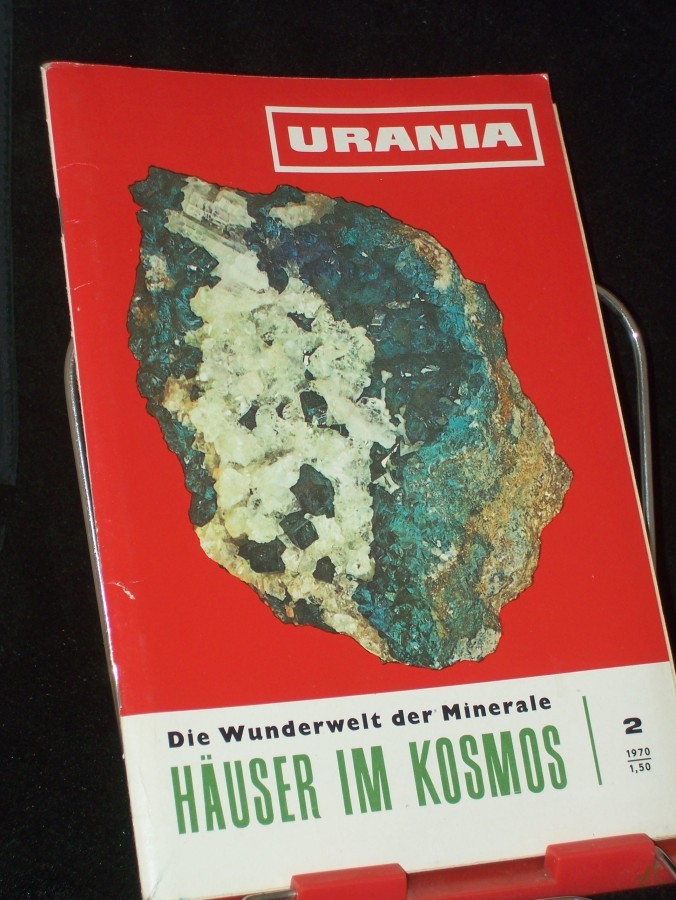 URANIA
Die Wunderwelt der Minerale
HÄUSER IM KOSMOS
2
1970
1,50